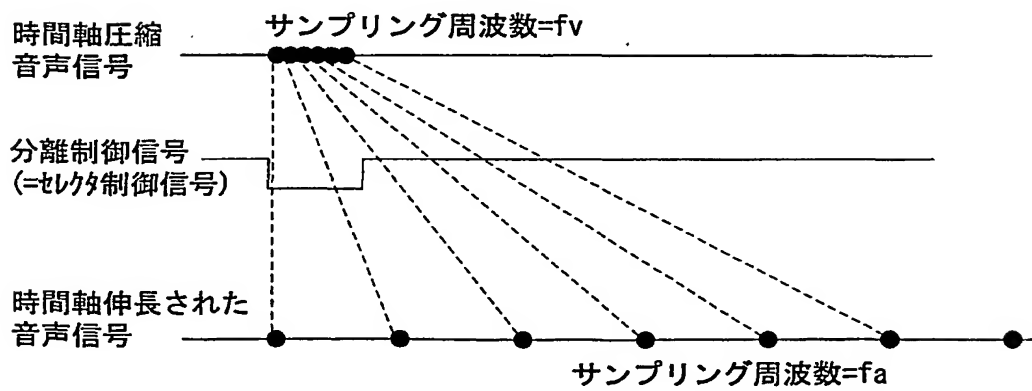 サンプリング周波数=fv
時間軸圧縮
音声信号
分離制御信号
(=ｾﾚｸﾀ制御信号)
時間軸伸長された
音声信号
サンプリング周波数=fa